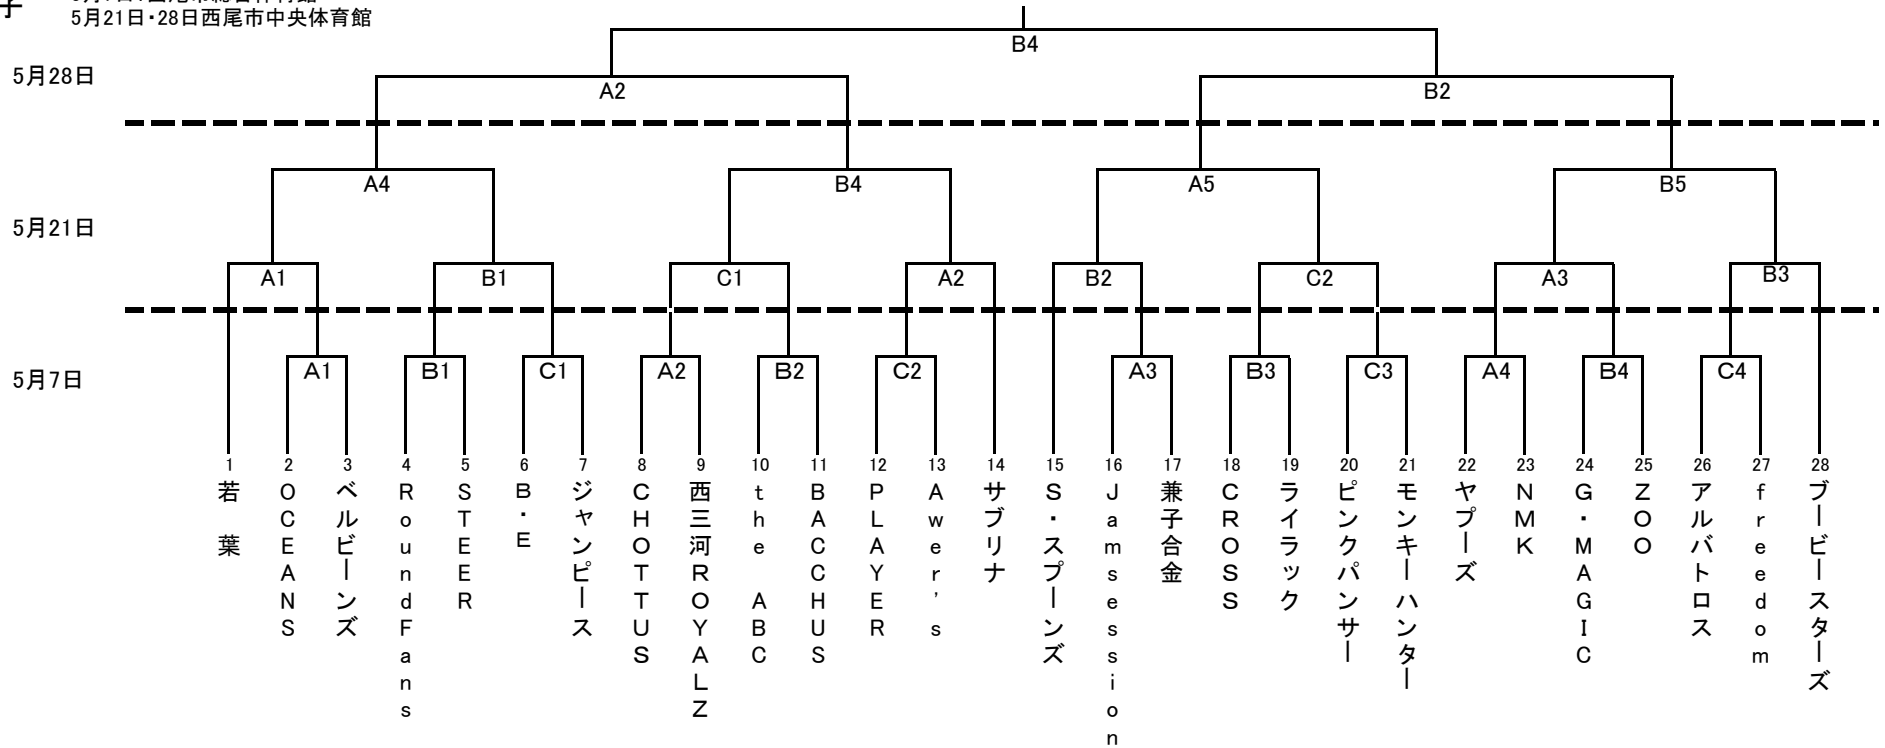 子
5月21日・28日西尾市中央体育館
B4
5月28日
A2 B2
A4 B4 A5 B5
5月21日
A1 B1 C1 A2 B2 C2 A3 B3
5月7日
A1 B1 C1 A2 B2 C2 A3 B3 C3 A4 B4 C4
1 若 葉
2 OCEANS
3 ベルビーンズ
4 RoundFans
5 STEER
6 B・E
7 ジャンピース
8 CHOTTUS
9 西三河ROYALZ
10 the ABC
11 BACCHUS
12 PLAYER
13 Awer's
14 サブリナ
15 S・スプーンズ
16 Jamsession
17 兼子合金
18 CROSS
19 ライラック
20 ピンクパンサー
21 モンキーハンター
22 ヤプーズ
23 NMK
24 G・MAGIC
25 ZOO
26 アルバトロス
27 freedom
28 ブービースターズ